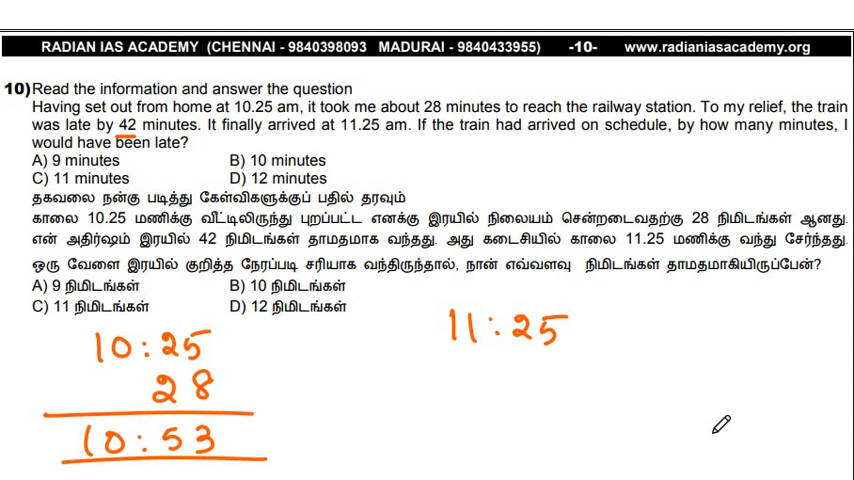 RADIAN IAS ACADEMY (CHENNAI - 9840398093 MADURAI - 9840433955) -10- www.radianiasacademy.org
10) Read the information and answer the question
Having set out from home at 10.25 am, it took me about 28 minutes to reach the railway station. To my relief, the train
was late by 42 minutes. It finally arrived at 11.25 am. If the train had arrived on schedule, by how many minutes, I
would have been late?
A) 9 minutes B) 10 minutes
C) 11 minutes D) 12 minutes
தகவலை நன்கு படித்து கேள்விகளுக்குப் பதில் தரவும்
காலை 10.25 மணிக்கு வீட்டிலிருந்து புறப்பட்ட எனக்கு இரயில் நிலையம் சென்றடைவதற்கு 28 நிமிடங்கள் ஆனது.
என் அதிர்ஷம் இரயில் 42 நிமிடங்கள் தாமதமாக வந்தது. அது கடைசியில் காலை 11.25 மணிக்கு வந்து சேர்ந்தது.
ஒரு வேளை இரயில் குறித்த நேரப்படி சரியாக வந்திருந்தால், நான் எவ்வளவு நிமிடங்கள் தாமதமாகியிருப்பேன்?
A) 9 நிமிடங்கள் B) 10 நிமிடங்கள்
C) 11 நிமிடங்கள் D) 12 நிமிடங்கள்
10:25 11:25
28
10:53